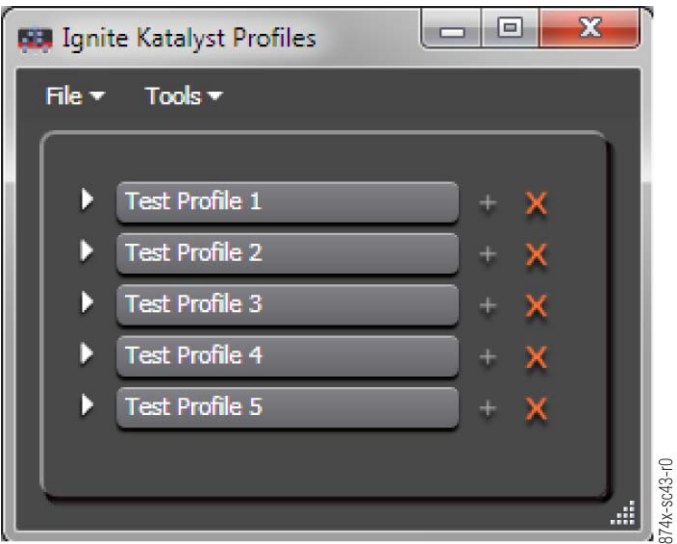 Ignite Katalyst Profiles
File Tools
Test Profile 1
Test Profile 2
Test Profile 3
Test Profile 4
Test Profile 5
874x-sc43-r0